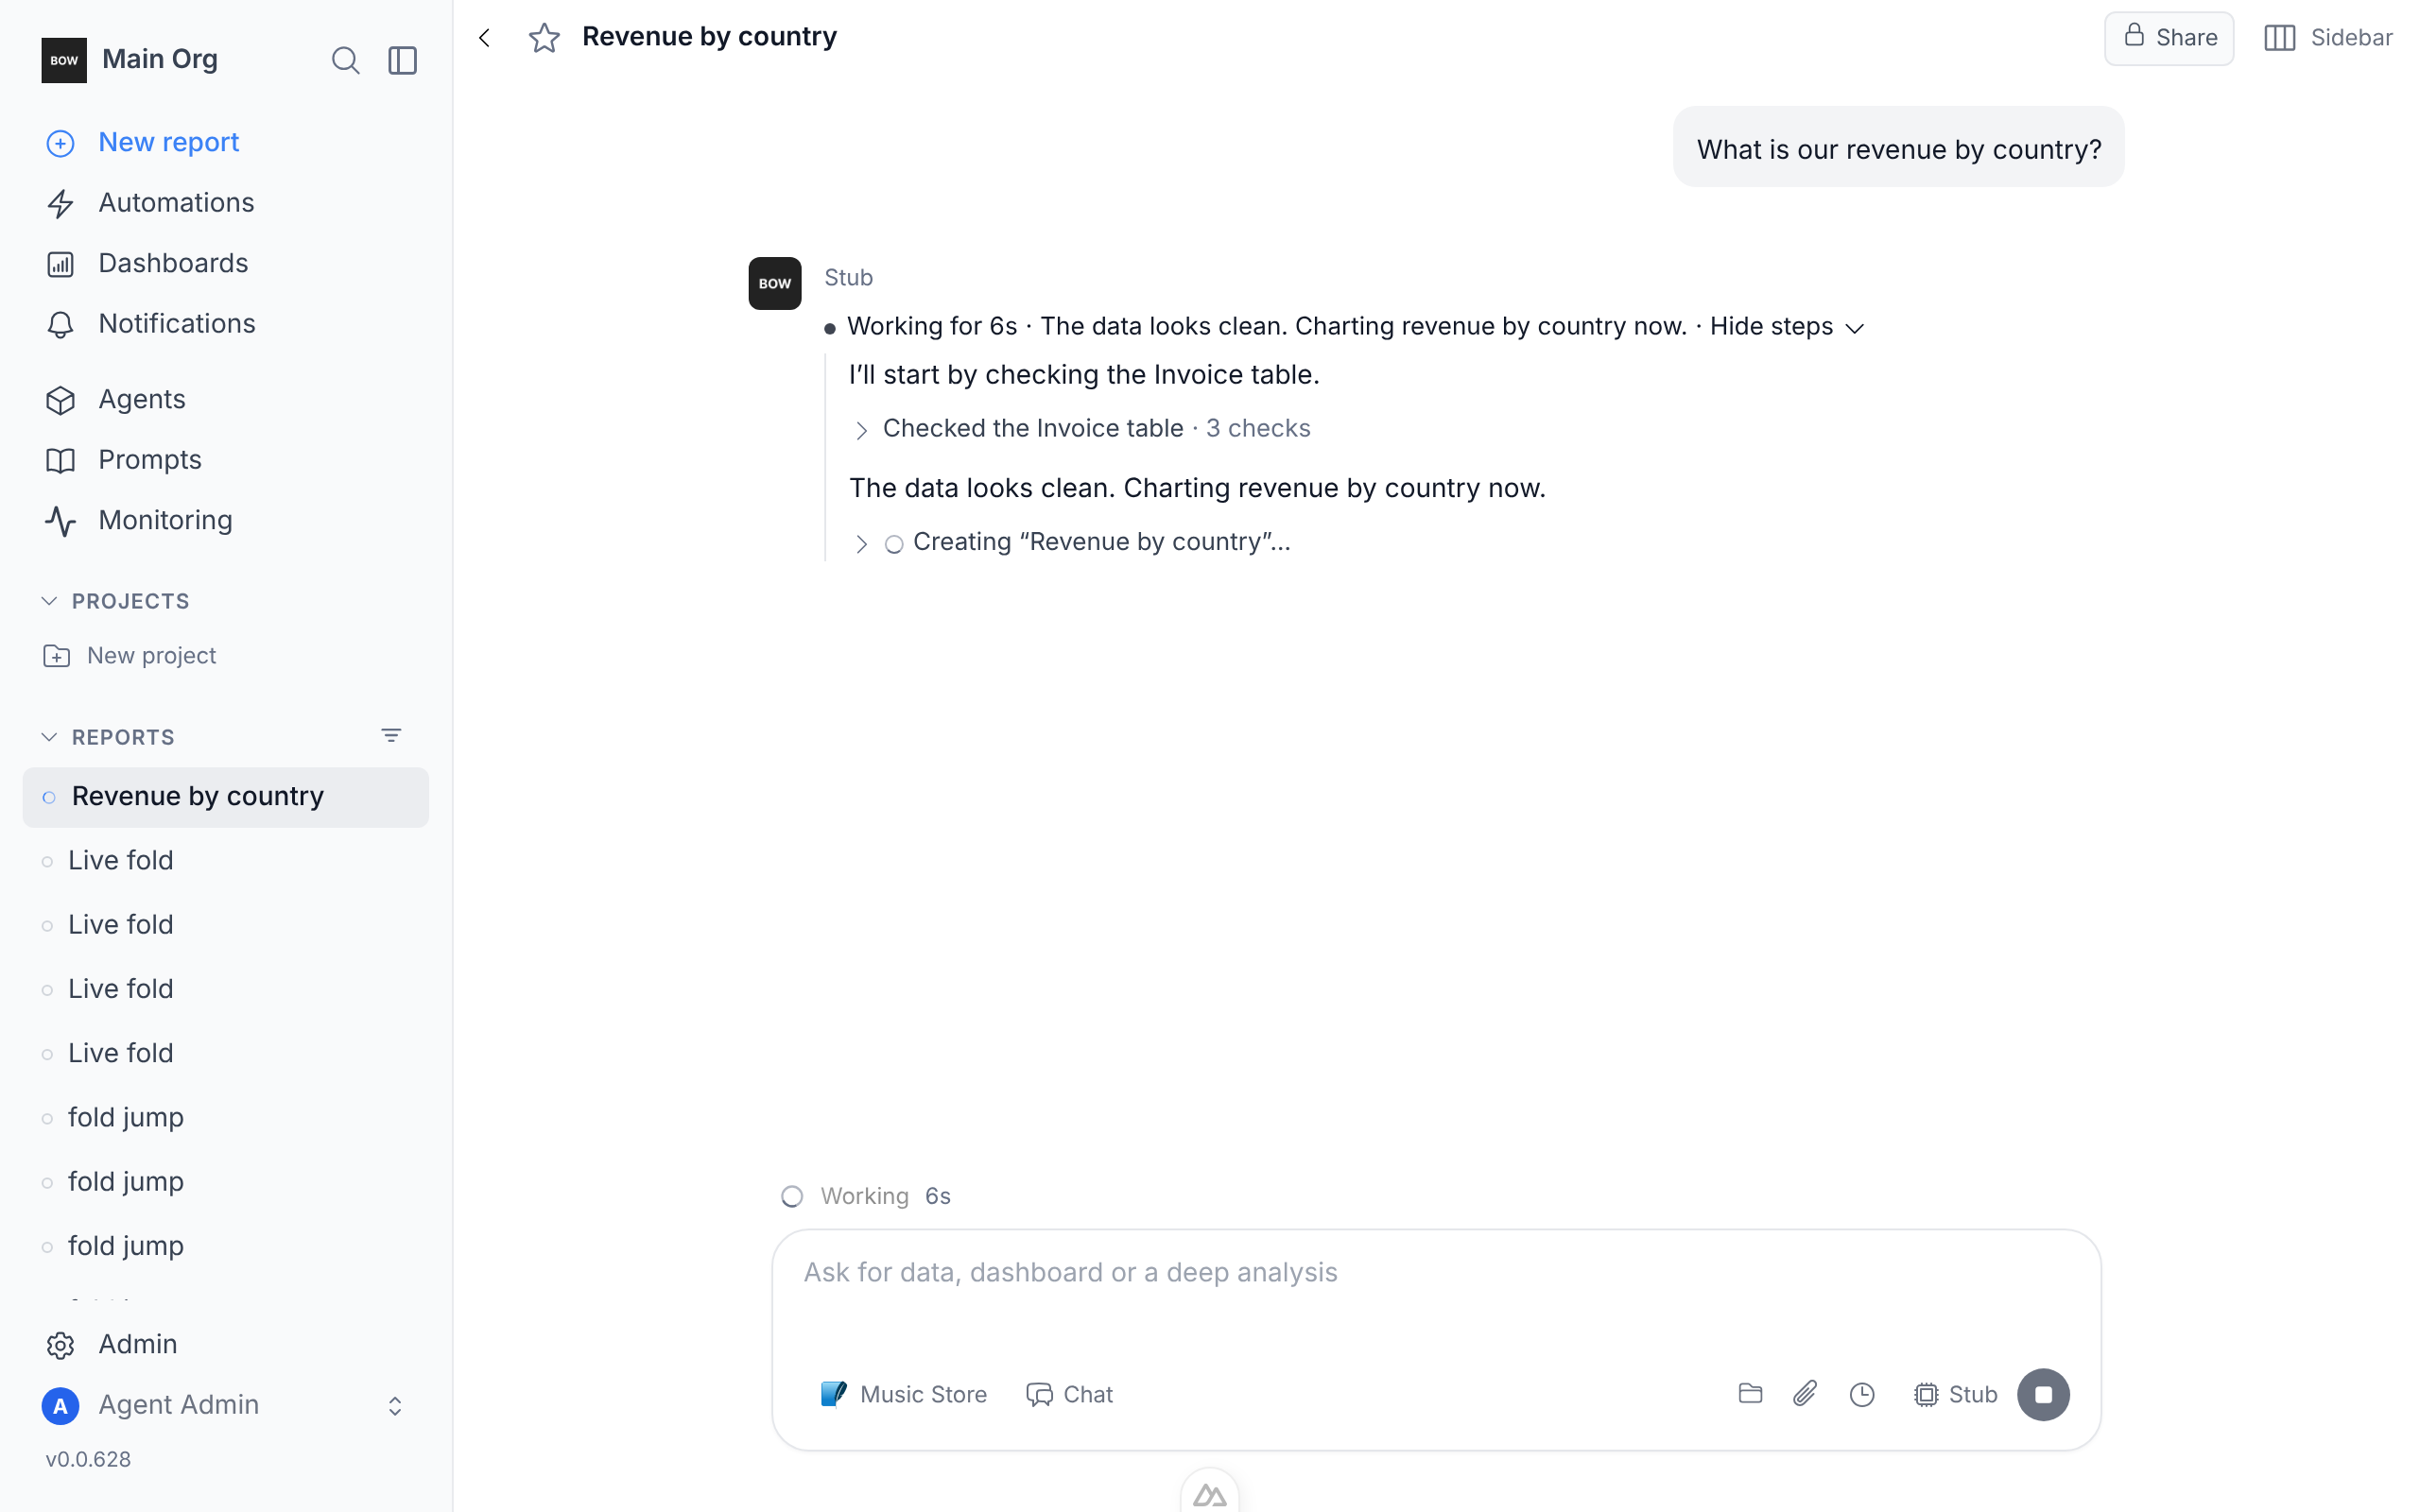 BOW Main Org
New report
Automations
Dashboards
Notifications
Agents
Prompts
Monitoring
PROJECTS
New project
REPORTS
Revenue by country
Live fold
Live fold
Live fold
Live fold
fold jump
fold jump
fold jump
Admin
A Agent Admin
v0.0.628
Revenue by country
Share
Sidebar
What is our revenue by country?
BOW Stub
Working for 6s · The data looks clean. Charting revenue by country now. · Hide steps
I’ll start by checking the Invoice table.
Checked the Invoice table · 3 checks
The data looks clean. Charting revenue by country now.
Creating “Revenue by country”...
Working 6s
Ask for data, dashboard or a deep analysis
Music Store
Chat
Stub